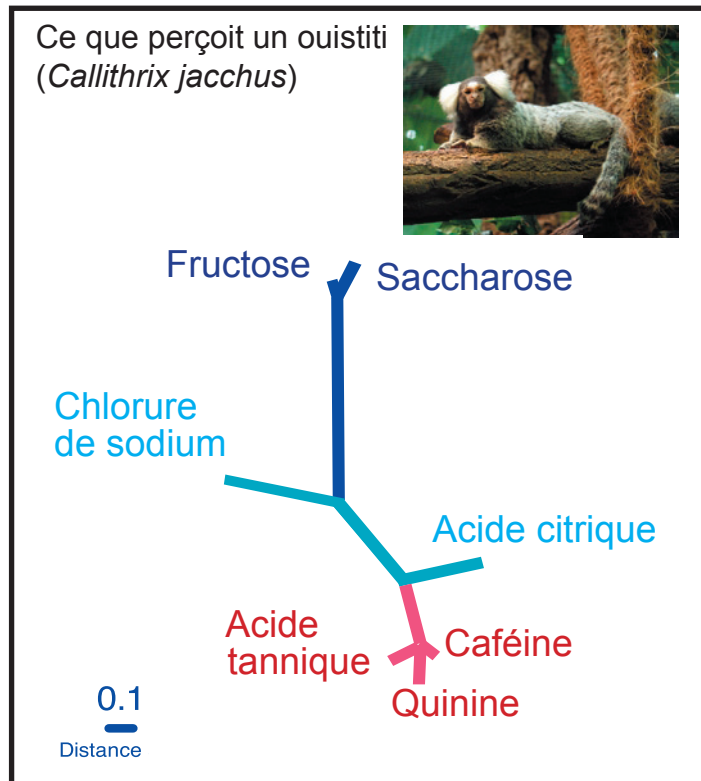 Ce que perçoit un ouistiti
(Callithrix jacchus)
Fructose
Saccharose
Chlorure
de sodium
Acide citrique
Acide
tannique
Caféine
Quinine
0.1
Distance